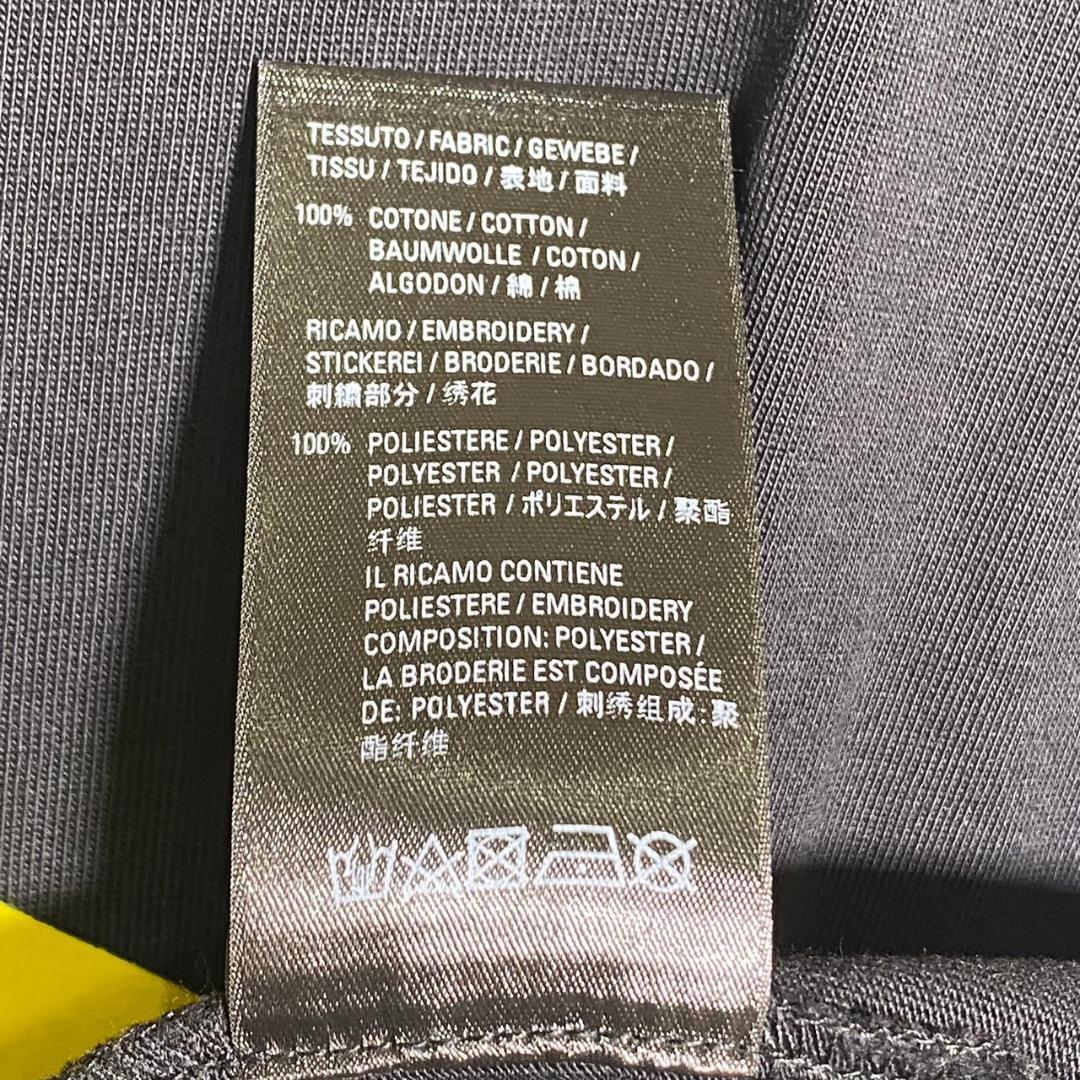 TESSUTO / FABRIC / GEWEBE /
TISSU / TEJIDO / 表地 / 面料
100% COTONE / COTTON /
BAUMWOLLE / COTON /
ALGODON / 綿 / 棉
RICAMO / EMBROIDERY /
STICKEREI / BRODERIE / BORDADO /
刺繍部分 / 绣花
100% POLIESTERE / POLYESTER /
POLYESTER / POLYESTER /
POLIESTER / ポリエステル / 聚酯
纤维
IL RICAMO CONTIENE
POLIESTERE / EMBROIDERY
COMPOSITION: POLYESTER /
LA BRODERIE EST COMPOSÉE
DE: POLYESTER / 刺绣组成: 聚
酯纤维